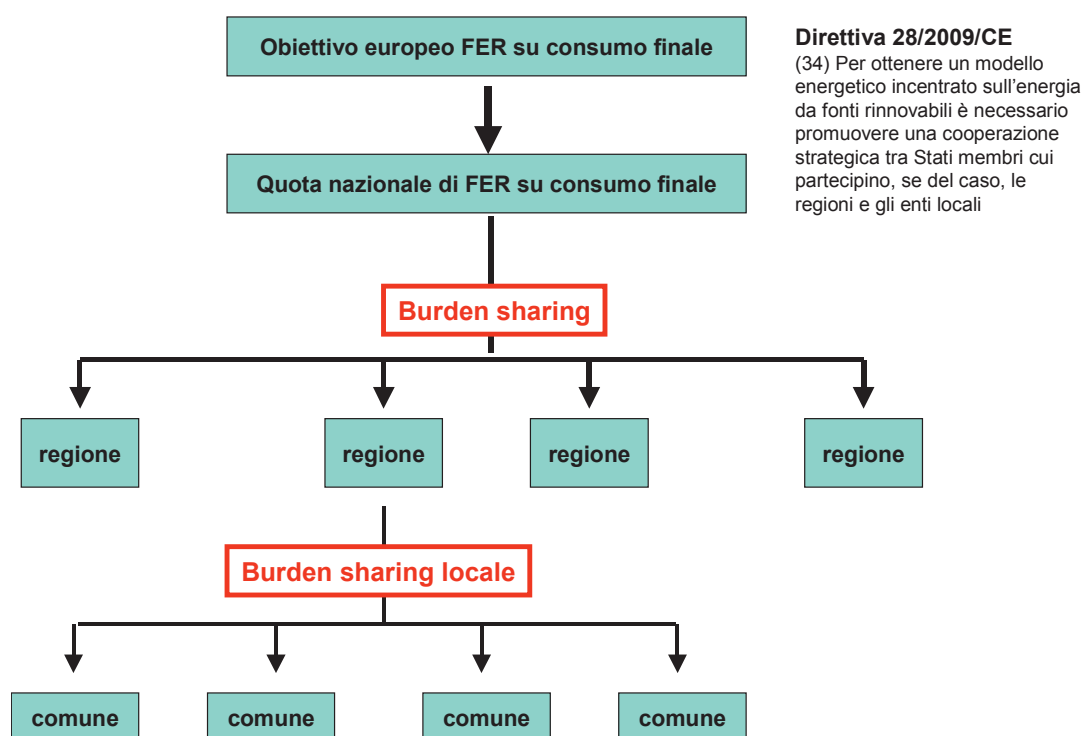 Obiettivo europeo FER su consumo finale
Direttiva 28/2009/CE
(34) Per ottenere un modello
energetico incentrato sull'energia
da fonti rinnovabili è necessario
promuovere una cooperazione
strategica tra Stati membri cui
partecipino, se del caso, le
regioni e gli enti locali
Quota nazionale di FER su consumo finale
Burden sharing
regione
regione
regione
regione
Burden sharing locale
comune
comune
comune
comune